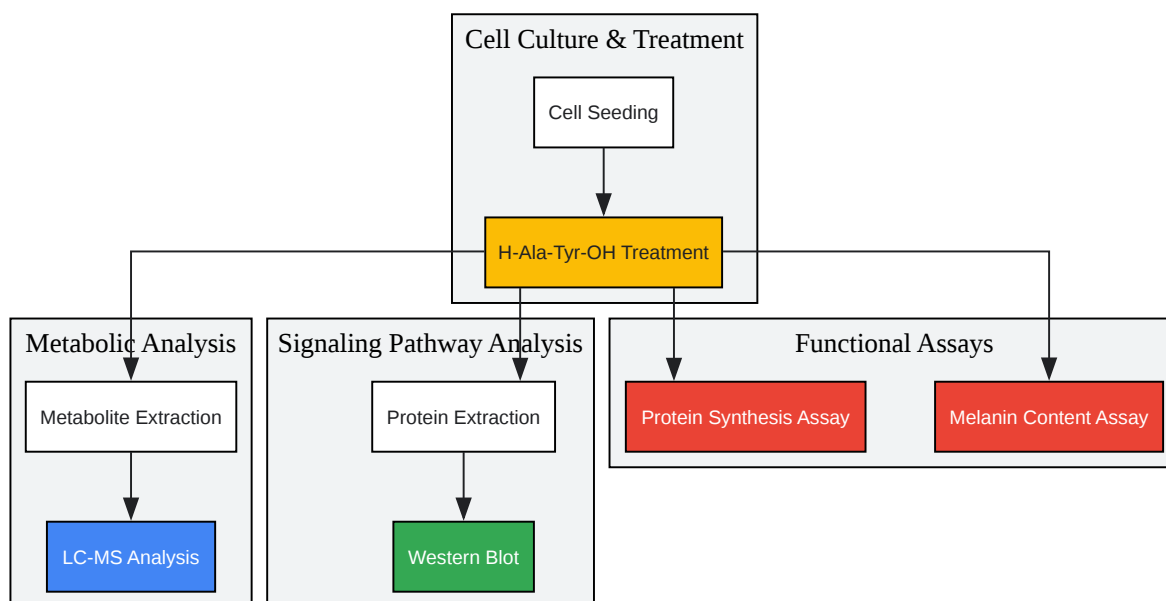 Cell Culture & Treatment
Cell Seeding
H-Ala-Tyr-OH Treatment
Metabolic Analysis
Signaling Pathway Analysis
Functional Assays
Metabolite Extraction
Protein Extraction
Protein Synthesis Assay
Melanin Content Assay
LC-MS Analysis
Western Blot